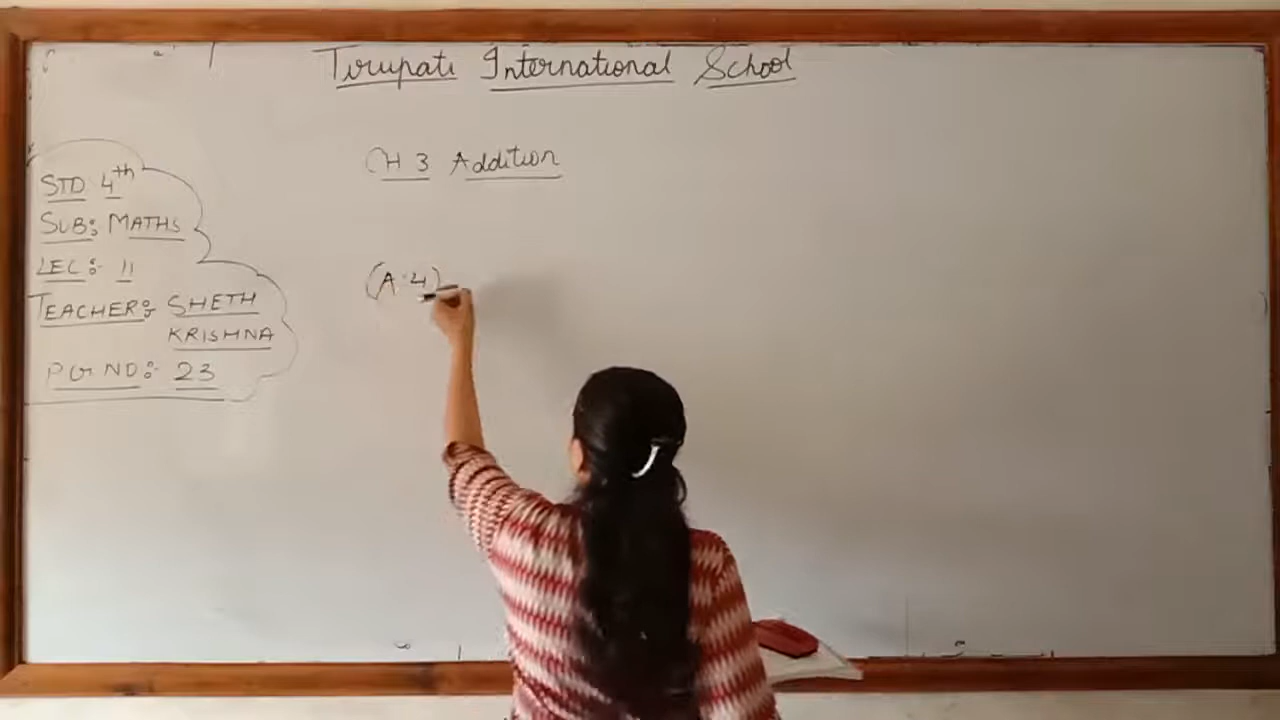 Tirupati International School
CH 3 Addition
STD 4th
SUB: MATHS
LEC:- 11
TEACHER: SHETH
KRISHNA
PG NO:- 23
(A.4)